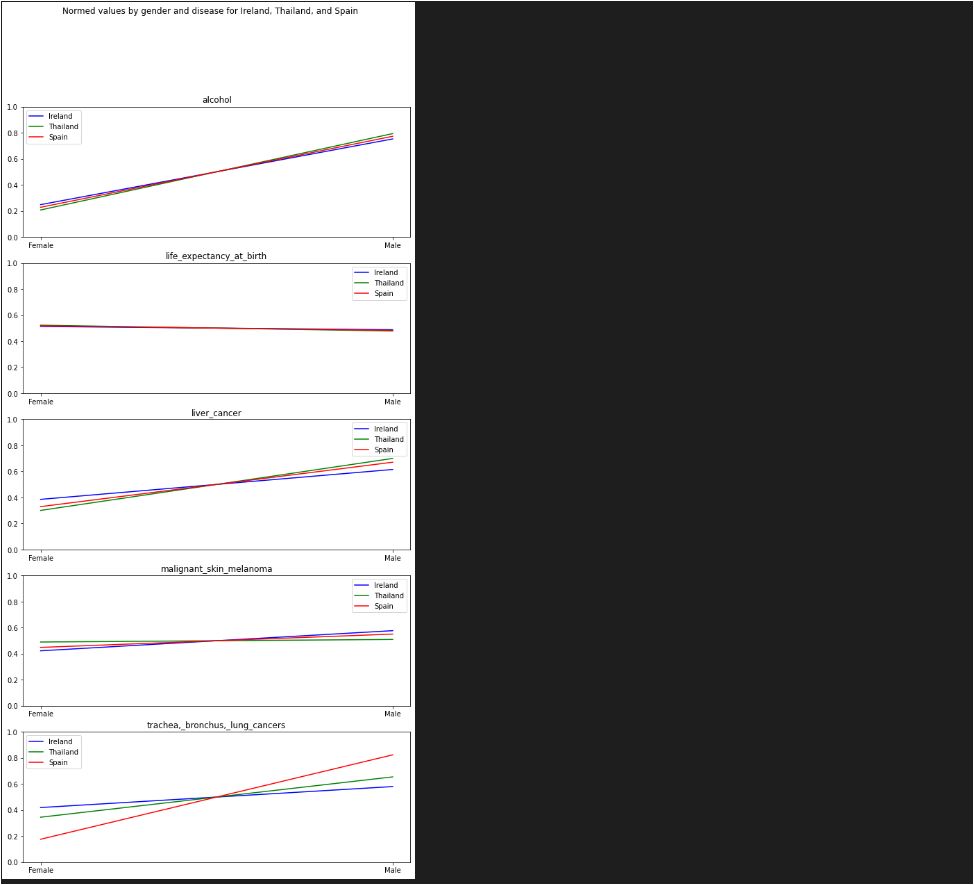 Normed values by gender and disease for Ireland, Thailand, and Spain
alcohol
1.0
0.8
0.6
0.4
0.2
0.0
Ireland
Thailand
Spain
Female
Male
life_expectancy_at_birth
1.0
0.8
0.6
0.4
0.2
0.0
Ireland
Thailand
Spain
Female
Male
liver_cancer
1.0
0.8
0.6
0.4
0.2
0.0
Ireland
Thailand
Spain
Female
Male
malignant_skin_melanoma
1.0
0.8
0.6
0.4
0.2
0.0
Ireland
Thailand
Spain
Female
Male
trachea,_bronchus,_lung_cancers
1.0
0.8
0.6
0.4
0.2
0.0
Ireland
Thailand
Spain
Female
Male